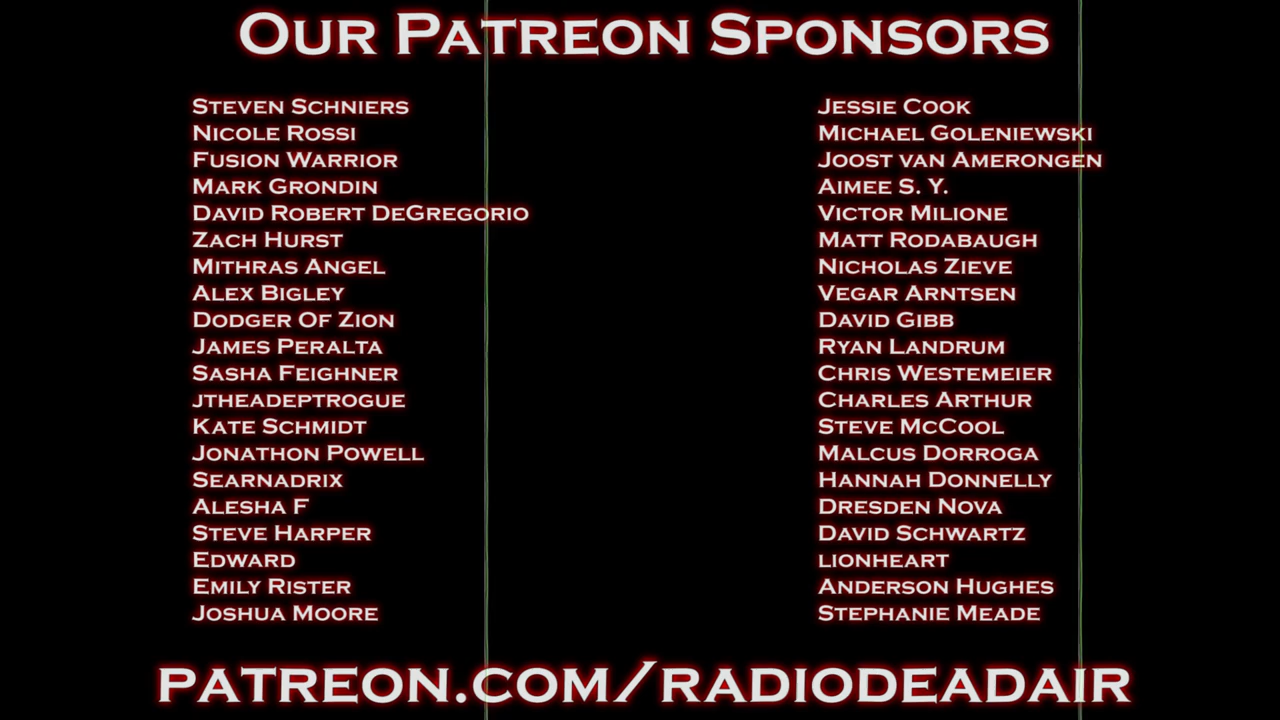 Our Patreon Sponsors
Steven Schniers
Nicole Rossi
Fusion Warrior
Mark Grondin
David Robert DeGregorio
Zach Hurst
Mithras Angel
Alex Bigley
Dodger Of Zion
James Peralta
Sasha Feighner
jtheadeptrogue
Kate Schmidt
Jonathon Powell
Searnadrix
Alesha F
Steve Harper
Edward
Emily Rister
Joshua Moore
Jessie Cook
Michael Goleniewski
Joost van Amerongen
Aimee S. Y.
Victor Milione
Matt Rodabaugh
Nicholas Zieve
Vegar Arntsen
David Gibb
Ryan Landrum
Chris Westemeier
Charles Arthur
Steve McCool
Malcus Dorroga
Hannah Donnelly
Dresden Nova
David Schwartz
lionheart
Anderson Hughes
Stephanie Meade
patreon.com/radiodeadair